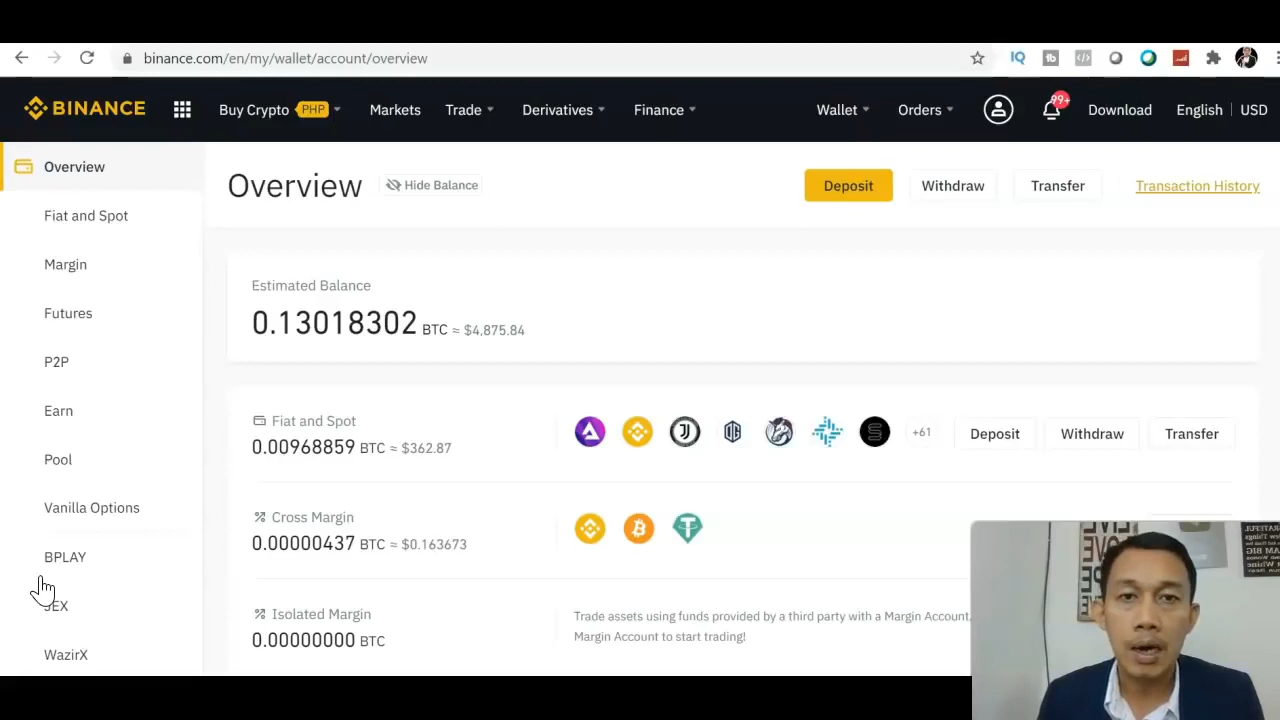 binance.com/en/my/wallet/account/overview
BINANCE Buy Crypto PHP Markets Trade Derivatives Finance Wallet Orders 99+ Download English USD
Overview
Fiat and Spot
Margin
Futures
P2P
Earn
Pool
Vanilla Options
BPLAY
JEX
WazirX
Overview Hide Balance Deposit Withdraw Transfer Transaction History
Estimated Balance
0.13018302 BTC ≈ $4,875.84
Fiat and Spot
0.00968859 BTC ≈ $362.87
+61 Deposit Withdraw Transfer
Cross Margin
0.00000437 BTC ≈ $0.163673
Isolated Margin
0.00000000 BTC
Trade assets using funds provided by a third party with a Margin Account.
Margin Account to start trading!
LIVE
LOVE